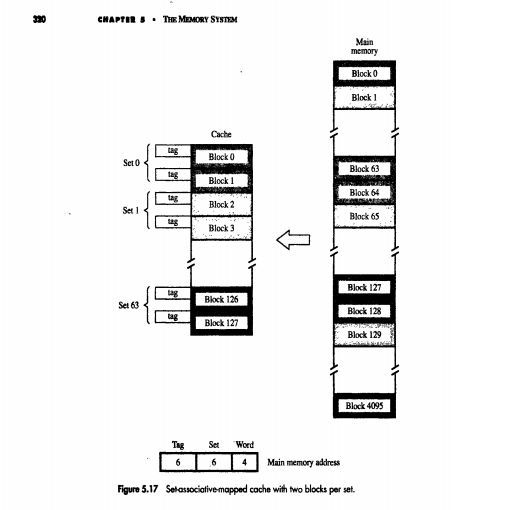 320 CHAPTER 5 • THE MEMORY SYSTEM
Main
memory
Block 0
Block 1
Cache
tag
Set 0
Block 0
tag
Block 1
tag
Set 1
Block 2
tag
Block 3
Block 63
Block 64
Block 65
tag
Set 63
Block 126
tag
Block 127
Block 127
Block 128
Block 129
Block 4095
Tag Set Word
6 6 4 Main memory address
Figure 5.17 Set-associative-mapped cache with two blocks per set.